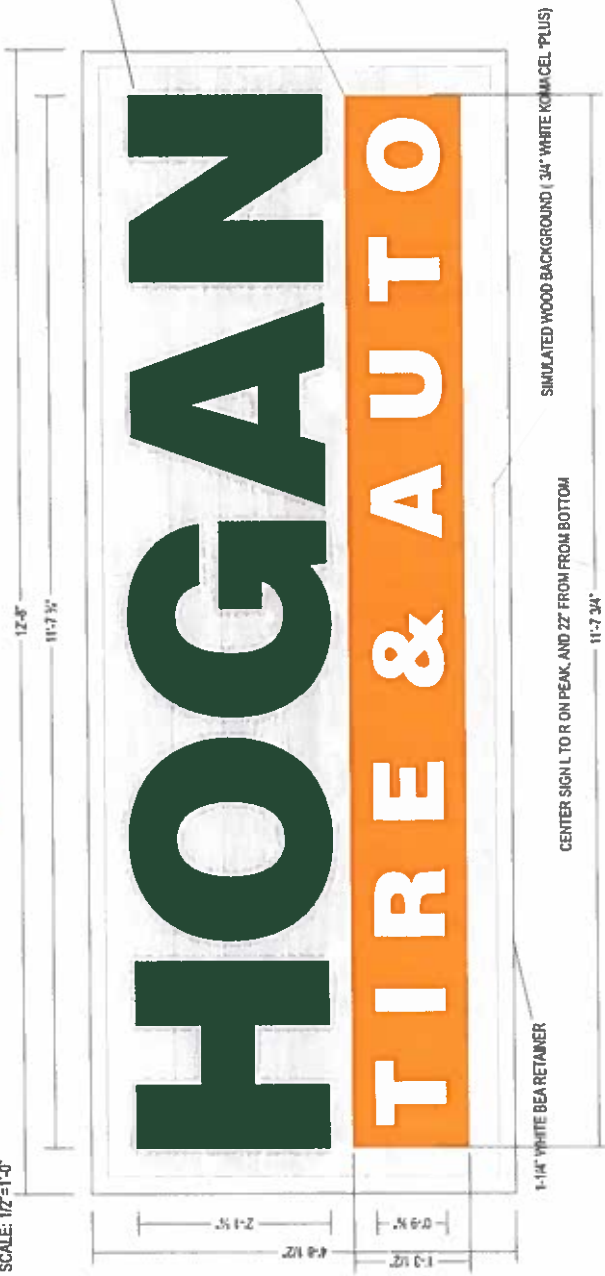 SCALE: 1/2"=1'-0"
12'-8"
11'-7 ¾"
HOGAN
TIRE & AUTO
2'-1 ¾"
4'-8 1/2"
0'-9 ¾"
1'-3 1/2"
1-1/4" WHITE BEA RETAINER
CENTER SIGN L TO R ON PEAK, AND 22" FROM FROM BOTTOM
SIMULATED WOOD BACKGROUND ( 3/4" WHITE KOMACEL "PLUS)
11'-7 3/4"